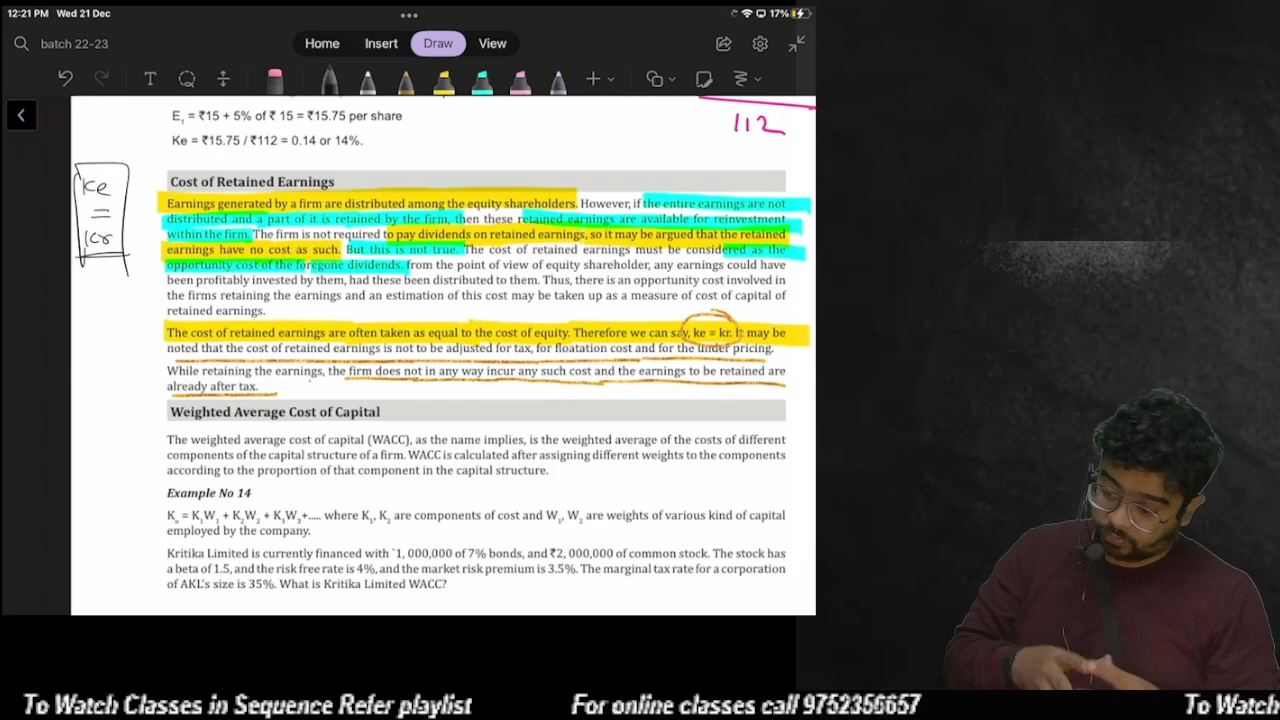 12:21 PM Wed 21 Dec
17%
batch 22-23
Home Insert Draw View
E1 = ₹15 + 5% of ₹ 15 = ₹15.75 per share
Ke = ₹15.75 / ₹112 = 0.14 or 14%.
112
Ke
=
Kr
Cost of Retained Earnings
Earnings generated by a firm are distributed among the equity shareholders. However, if the entire earnings are not
distributed and a part of it is retained by the firm, then these retained earnings are available for reinvestment
within the firm. The firm is not required to pay dividends on retained earnings, so it may be argued that the retained
earnings have no cost as such. But this is not true. The cost of retained earnings must be considered as the
opportunity cost of the foregone dividends. from the point of view of equity shareholder, any earnings could have
been profitably invested by them, had these been distributed to them. Thus, there is an opportunity cost involved in
the firms retaining the earnings and an estimation of this cost may be taken up as a measure of cost of capital of
retained earnings.
The cost of retained earnings are often taken as equal to the cost of equity. Therefore we can say, ke = kr. It may be
noted that the cost of retained earnings is not to be adjusted for tax, for floatation cost and for the under pricing.
While retaining the earnings, the firm does not in any way incur any such cost and the earnings to be retained are
already after tax.
Weighted Average Cost of Capital
The weighted average cost of capital (WACC), as the name implies, is the weighted average of the costs of different
components of the capital structure of a firm. WACC is calculated after assigning different weights to the components
according to the proportion of that component in the capital structure.
Example No 14
Ko = K1W1 + K2W2 + K3W3+..... where K1, K2 are components of cost and W1, W2 are weights of various kind of capital
employed by the company.
Kritika Limited is currently financed with `1, 000,000 of 7% bonds, and ₹2, 000,000 of common stock. The stock has
a beta of 1.5, and the risk free rate is 4%, and the market risk premium is 3.5%. The marginal tax rate for a corporation
of AKL's size is 35%. What is Kritika Limited WACC?
To Watch Classes in Sequence Refer playlist For online classes call 9752356657 To Watch